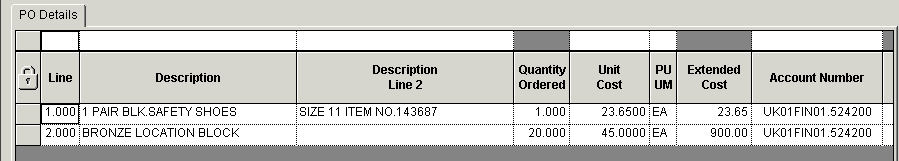 PO Details
Line Description Description Line 2 Quantity Ordered Unit Cost PU UM Extended Cost Account Number
1.000 1 PAIR BLK.SAFETY SHOES SIZE 11 ITEM NO.143687 1.000 23.6500 EA 23.65 UK01FIN01.524200
2.000 BRONZE LOCATION BLOCK 20.000 45.0000 EA 900.00 UK01FIN01.524200